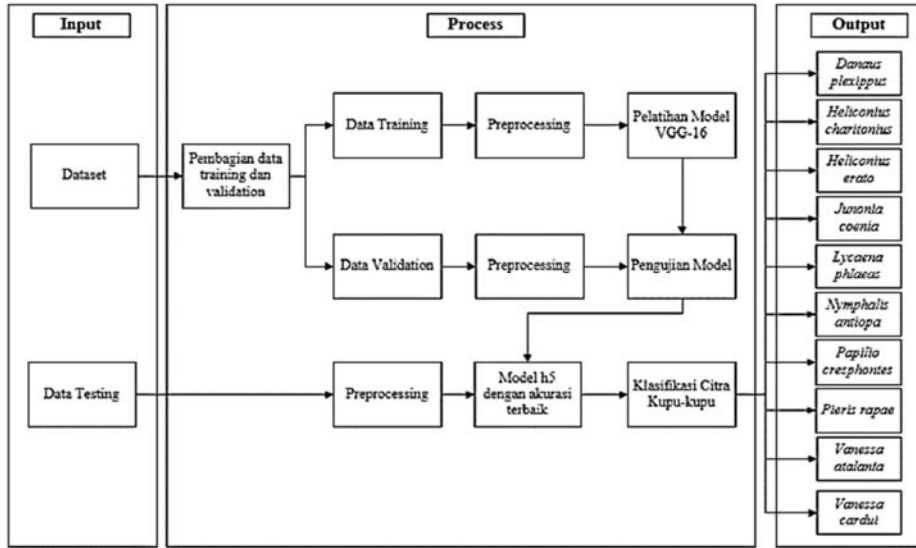 Input
Process
Output
Dataset
Pembagian data
training dan
validation
Data Training
Preprocessing
Pelatihan Model
VGG-16
Data Validation
Preprocessing
Pengujian Model
Data Testing
Preprocessing
Model h5
dengan akurasi
terbaik
Klasifikasi Citra
Kupu-kupu
Danaus
plexippus
Heliconius
charitonius
Heliconius
erato
Junonia
coenia
Lycaena
phlaeas
Nymphalis
antiopa
Papilio
cresphontes
Pieris rapae
Vanessa
atalanta
Vanessa
cardui